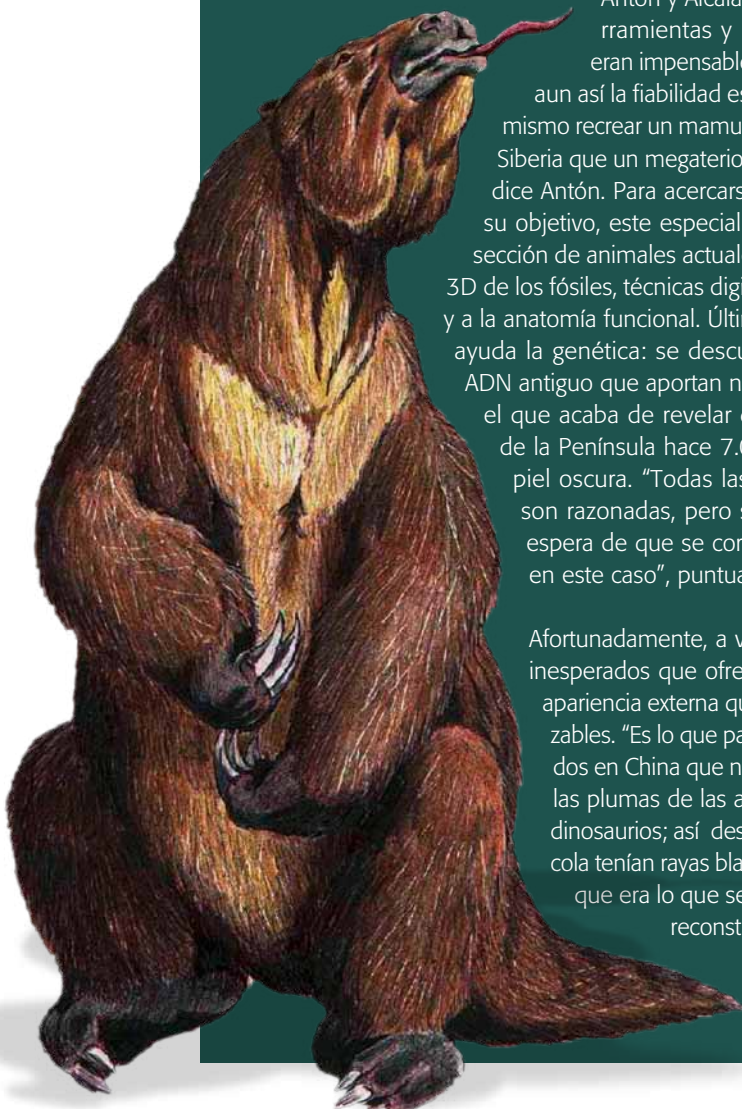 Antón y Alcalá
rramientas y
eran impensable
aun así la fiabilidad es
mismo recrear un mamu
Siberia que un megaterio
dice Antón. Para acercars
su objetivo, este especial
sección de animales actual
3D de los fósiles, técnicas digi
y a la anatomía funcional. Últi
ayuda la genética: se descu
ADN antiguo que aportan n
el que acaba de revelar
de la Península hace 7.0
piel oscura. “Todas las
son razonadas, pero s
espera de que se con
en este caso”, puntua
Afortunadamente, a v
inesperados que ofre
apariencia externa qu
zables. “Es lo que pa
dos en China que n
las plumas de las a
dinosaurios; así des
cola tenían rayas bla
que era lo que se
reconst